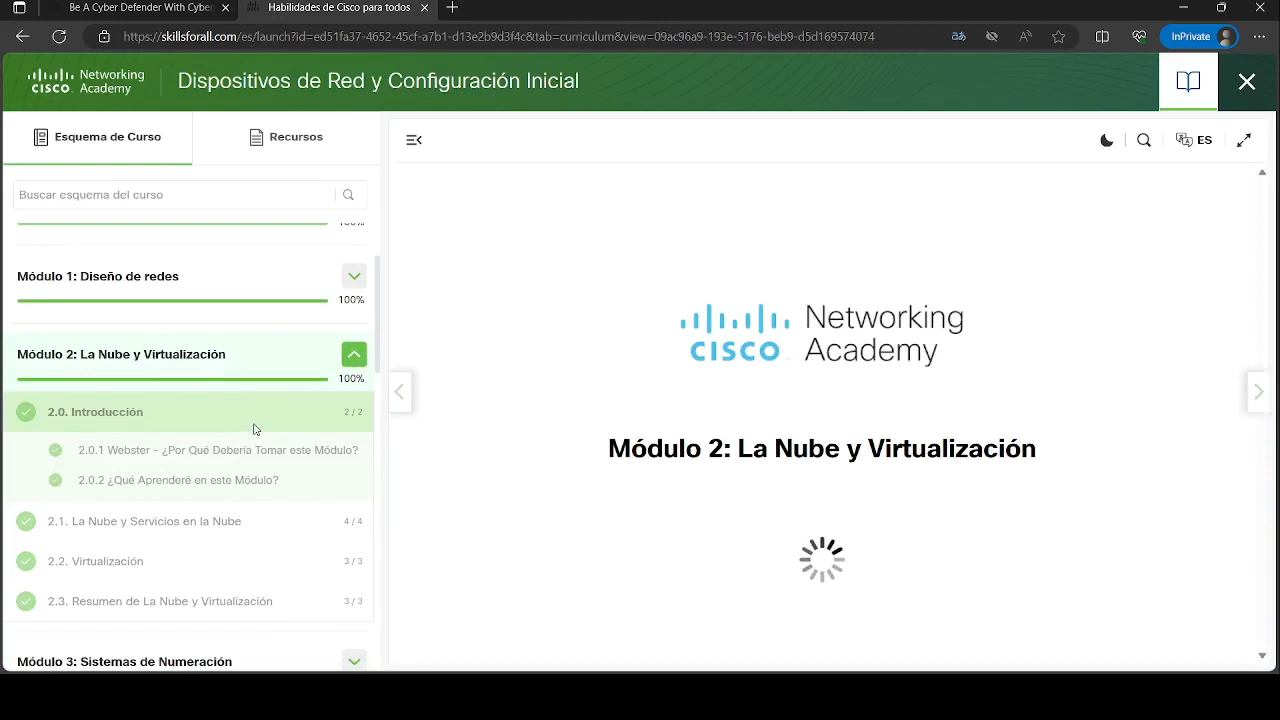 Be A Cyber Defender With Cyber
Habilidades de Cisco para todos
https://skillsforall.com/es/launch?id=ed51fa37-4652-45cf-a7b1-d13e2b9d3f4c&tab=curriculum&view=09ac96a9-193e-5176-beb9-d5d169574074
InPrivate
CISCO Networking Academy
Dispositivos de Red y Configuración Inicial
Esquema de Curso
Recursos
ES
Buscar esquema del curso
100%
Módulo 1: Diseño de redes
100%
Módulo 2: La Nube y Virtualización
100%
2.0. Introducción 2 / 2
2.0.1 Webster - ¿Por Qué Debería Tomar este Módulo?
2.0.2 ¿Qué Aprenderé en este Módulo?
2.1. La Nube y Servicios en la Nube 4 / 4
2.2. Virtualización 3 / 3
2.3. Resumen de La Nube y Virtualización 3 / 3
Módulo 3: Sistemas de Numeración
Networking
CISCO Academy
Módulo 2: La Nube y Virtualización